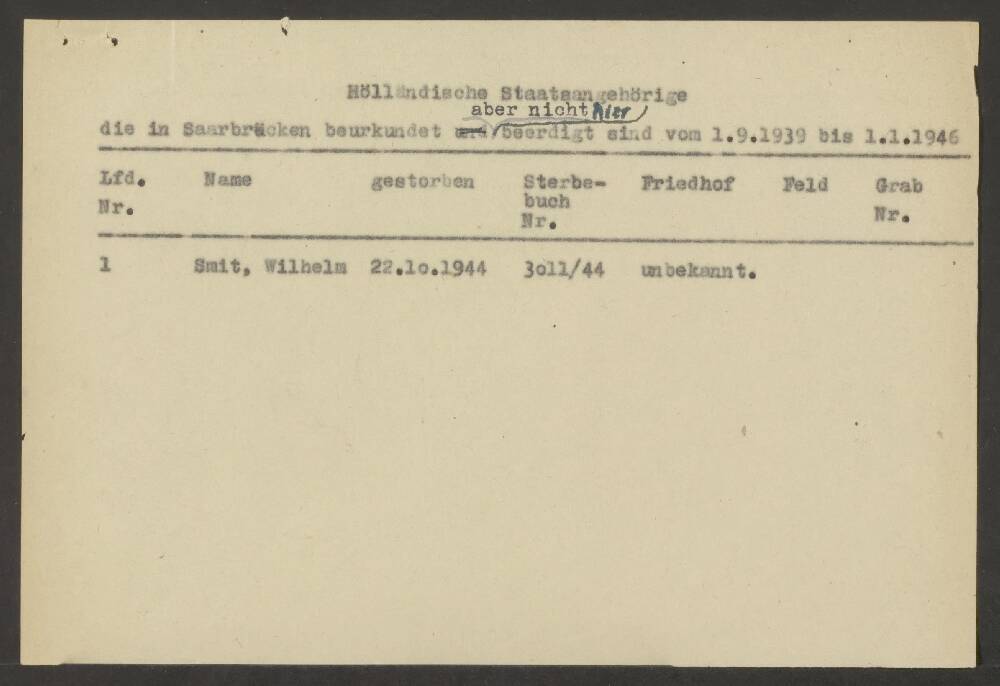 Hölländische Staatsangehörige
aber nicht hier
die in Saarbrücken beurkundet und beerdigt sind vom 1.9.1939 bis 1.1.1946
Lfd. Nr. Name gestorben Sterbe-buch Nr. Friedhof Feld Grab Nr.
1 Smit, Wilhelm 22.1o.1944 3o11/44 unbekannt.